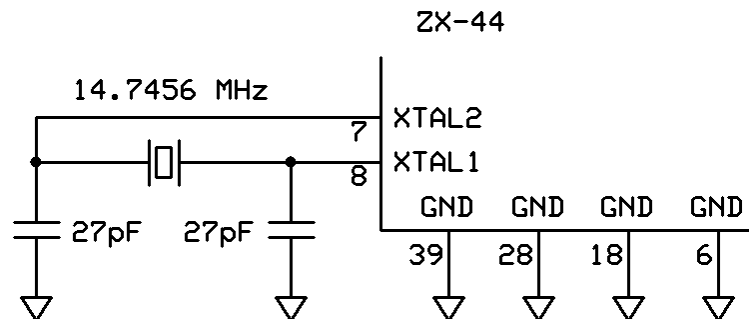 ZX-44
14.7456 MHz
7 XTAL2
8 XTAL1
GND GND GND GND
27pF 27pF
39 28 18 6